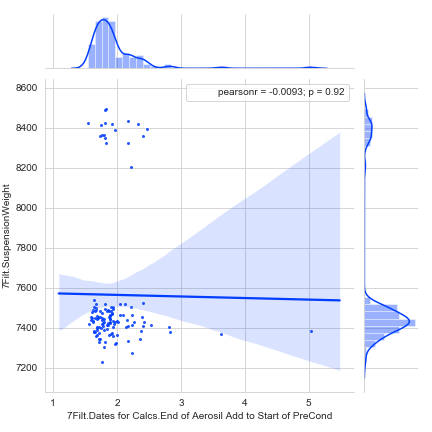 pearsonr = -0.0093; p = 0.92
8600
8400
8200
8000
7800
7600
7400
7200
7Filt.SuspensionWeight
1 2 3 4 5
7Filt.Dates for Calcs.End of Aerosil Add to Start of PreCond